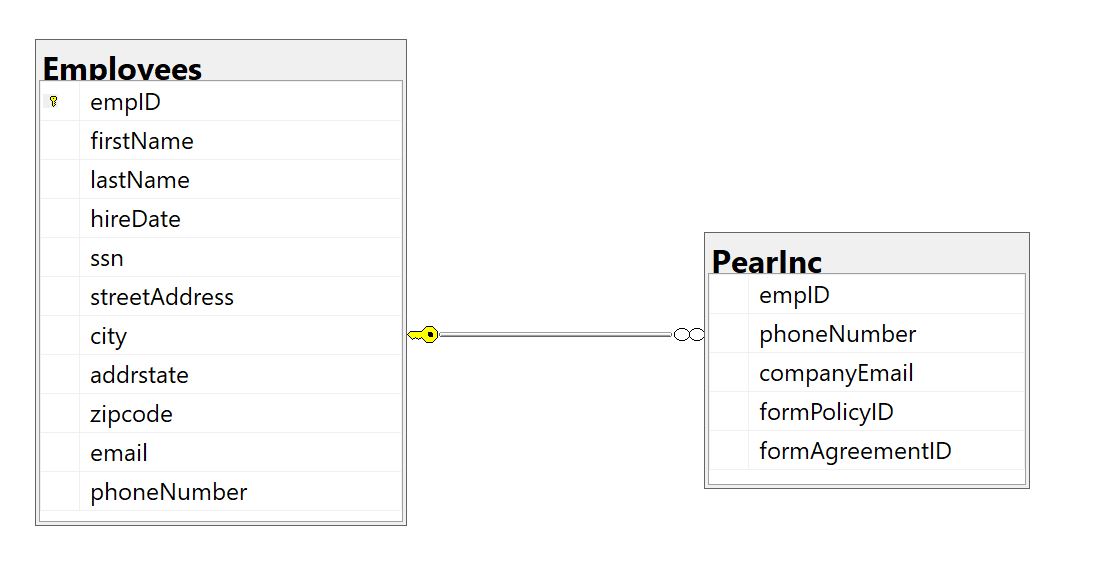 Employees
empID
firstName
lastName
hireDate
ssn
streetAddress
city
addrstate
zipcode
email
phoneNumber
PearInc
empID
phoneNumber
companyEmail
formPolicyID
formAgreementID